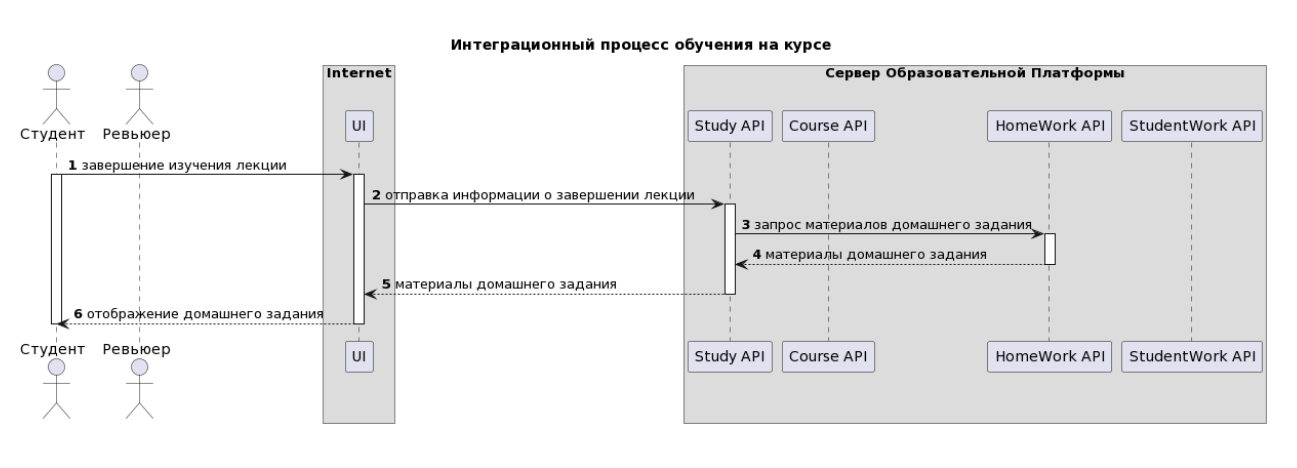 Интеграционный процесс обучения на курсе
Internet
Сервер Образовательной Платформы
Студент
Ревьюер
UI
Study API
Course API
HomeWork API
StudentWork API
1 завершение изучения лекции
2 отправка информации о завершении лекции
3 запрос материалов домашнего задания
4 материалы домашнего задания
5 материалы домашнего задания
6 отображение домашнего задания
Студент
Ревьюер
UI
Study API
Course API
HomeWork API
StudentWork API